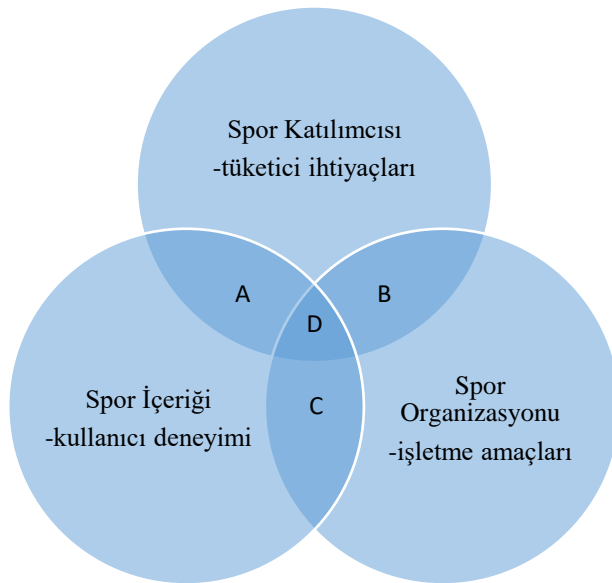 Spor Katılımcısı
-tüketici ihtiyaçları
A
B
D
Spor İçeriği
-kullanıcı deneyimi
C
Spor
Organizasyonu
-işletme amaçları